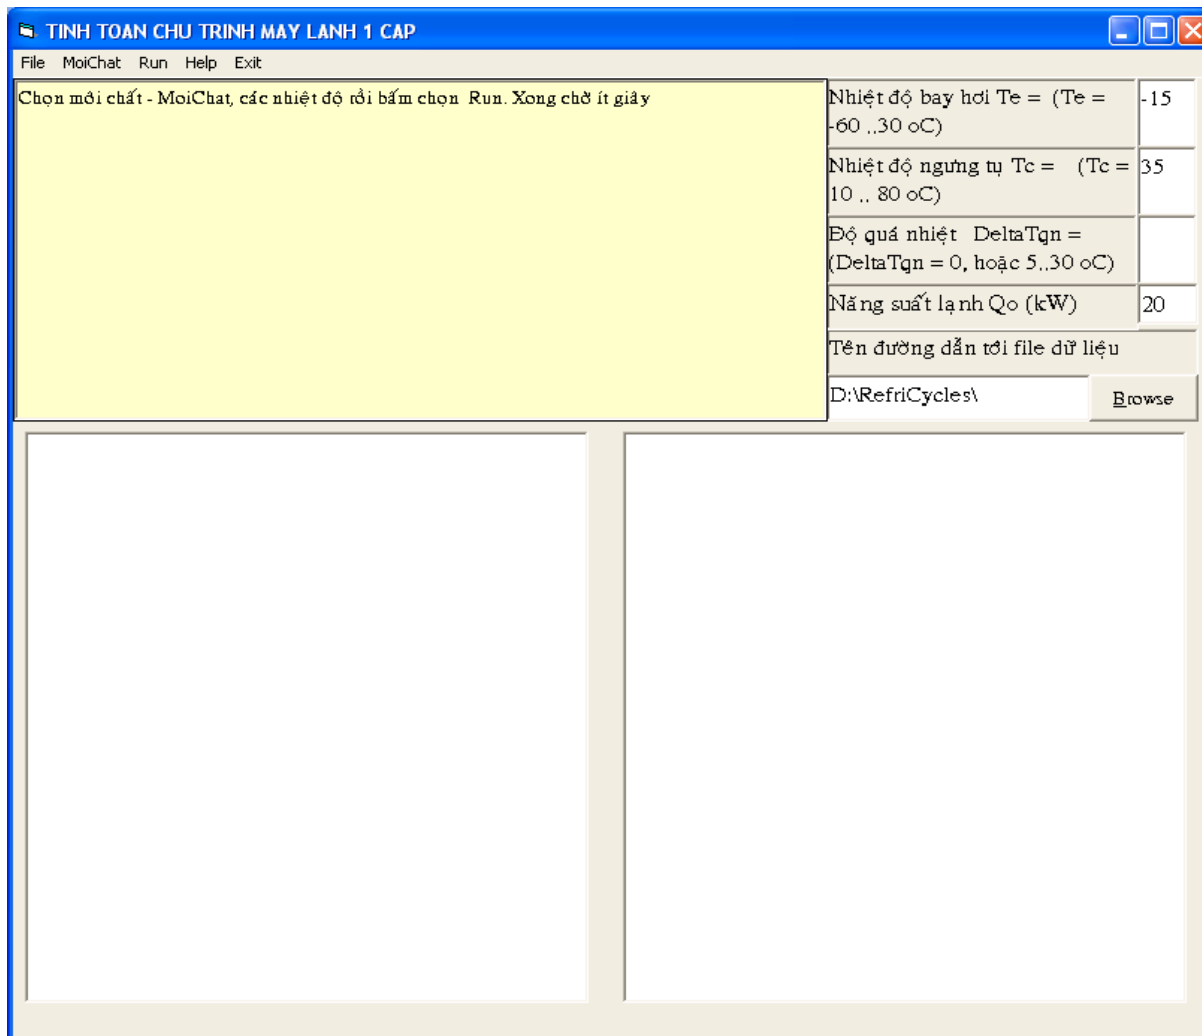 TINH TOAN CHU TRINH MAY LANH 1 CAP
File MoiChat Run Help Exit
Chọn môi chất - MoiChat, các nhiệt độ rồi bấm chọn Run. Xong chờ ít giây
Nhiệt độ bay hơi Te = (Te =
-60 ,,30 oC)
-15
Nhiệt độ ngưng tụ Tc = (Tc =
10 ,, 80 oC)
35
Độ quá nhiệt DeltaTqn =
(DeltaTqn = 0, hoặc 5,,30 oC)
Năng suất lạnh Qo (kW)
20
Tên đường dẫn tới file dữ liệu
D:\RefriCycles\
Browse